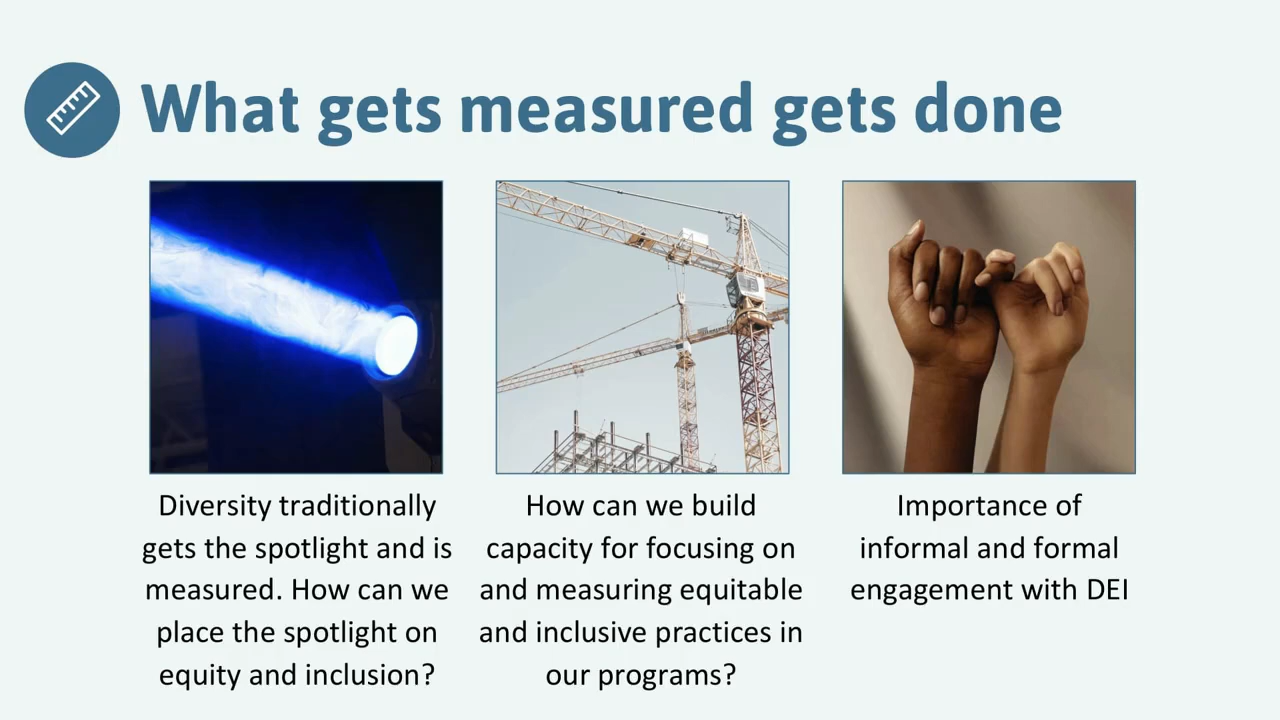 What gets measured gets done
Diversity traditionally
gets the spotlight and is
measured. How can we
place the spotlight on
equity and inclusion?
How can we build
capacity for focusing on
and measuring equitable
and inclusive practices in
our programs?
Importance of
informal and formal
engagement with DEI